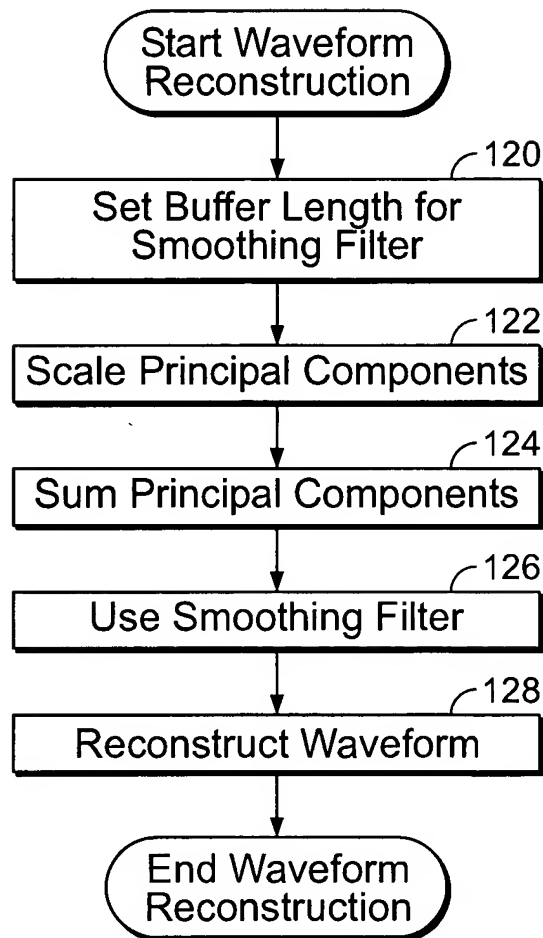 Start Waveform
Reconstruction
120
Set Buffer Length for
Smoothing Filter
122
Scale Principal Components
124
Sum Principal Components
126
Use Smoothing Filter
128
Reconstruct Waveform
End Waveform
Reconstruction